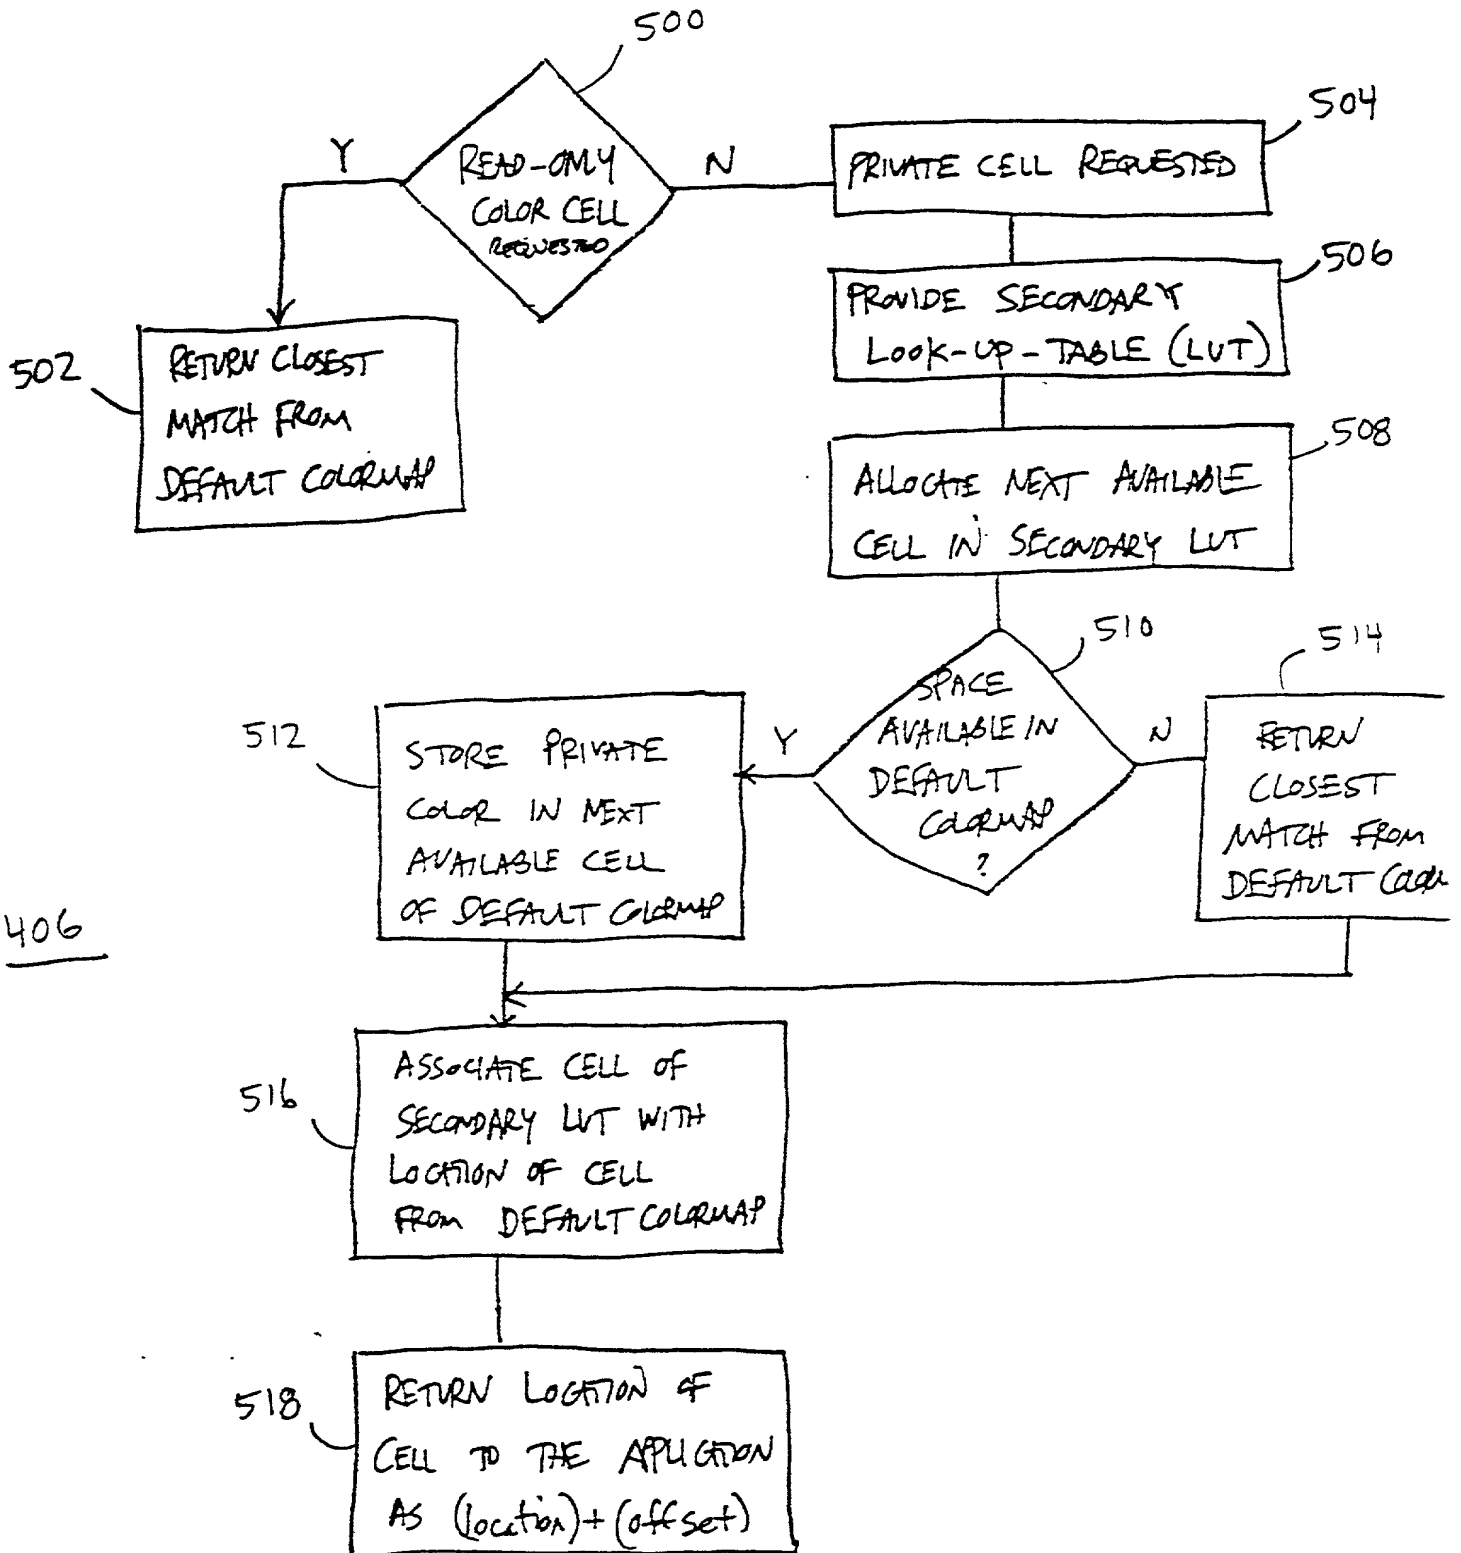 500
READ-ONLY
COLOR CELL
REQUESTED
Y
N
504
PRIVATE CELL REQUESTED
506
PROVIDE SECONDARY
LOOK-UP-TABLE (LUT)
502
RETURN CLOSEST
MATCH FROM
DEFAULT COLORMAP
508
ALLOCATE NEXT AVAILABLE
CELL IN SECONDARY LUT
510
SPACE
AVAILABLE IN
DEFAULT
COLORMAP
?
Y
N
514
RETURN
CLOSEST
MATCH FROM
DEFAULT
512
STORE PRIVATE
COLOR IN NEXT
AVAILABLE CELL
OF DEFAULT COLORMAP
406
516
ASSOCIATE CELL OF
SECONDARY LUT WITH
LOCATION OF CELL
FROM DEFAULT COLORMAP
518
RETURN LOCATION OF
CELL TO THE APPLICATION
AS (location)+(offset)